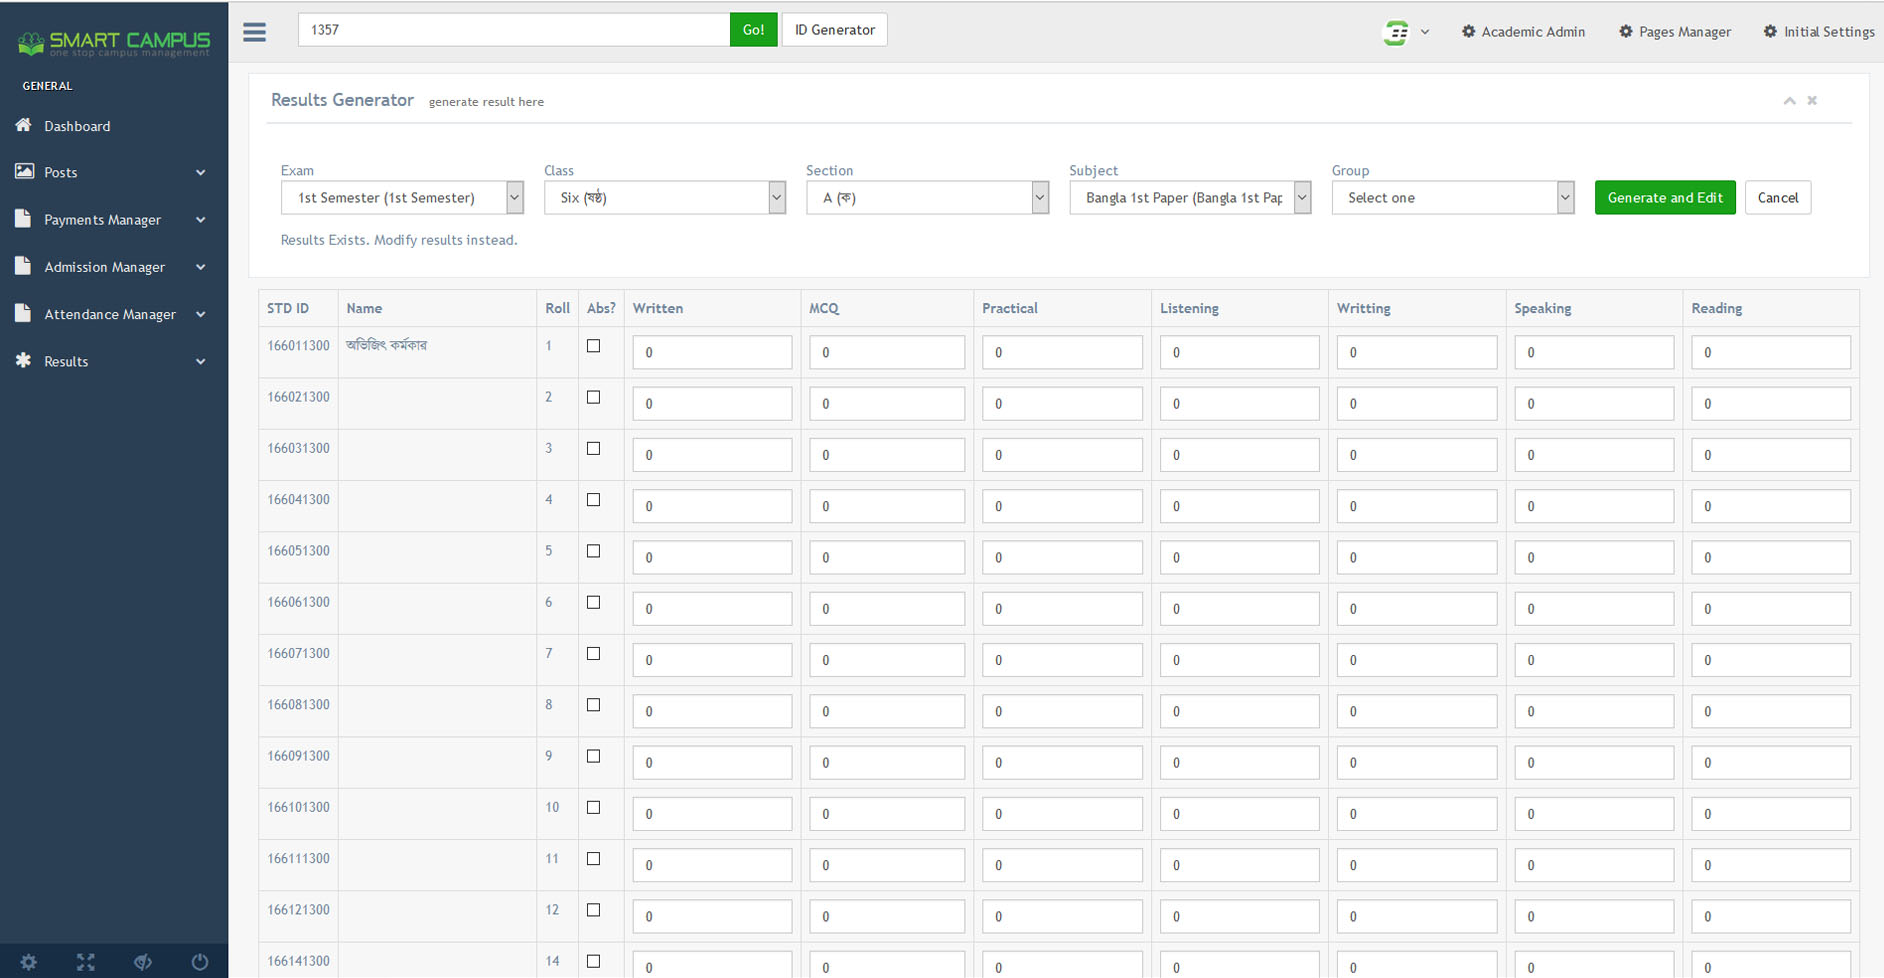 SMART CAMPUS
one stop campus management
1357 Go! ID Generator
Academic Admin Pages Manager Initial Settings
GENERAL
Dashboard
Posts
Payments Manager
Admission Manager
Attendance Manager
Results
Results Generator generate result here
Exam Class Section Subject Group
1st Semester (1st Semester) Six (ষষ্ঠ) A (ক) Bangla 1st Paper (Bangla 1st Pap Select one Generate and Edit Cancel
Results Exists. Modify results instead.
STD ID Name Roll Abs? Written MCQ Practical Listening Writting Speaking Reading
166011300 অভিজিৎ কর্মকার 1 0 0 0 0 0 0 0
166021300 2 0 0 0 0 0 0 0
166031300 3 0 0 0 0 0 0 0
166041300 4 0 0 0 0 0 0 0
166051300 5 0 0 0 0 0 0 0
166061300 6 0 0 0 0 0 0 0
166071300 7 0 0 0 0 0 0 0
166081300 8 0 0 0 0 0 0 0
166091300 9 0 0 0 0 0 0 0
166101300 10 0 0 0 0 0 0 0
166111300 11 0 0 0 0 0 0 0
166121300 12 0 0 0 0 0 0 0
166141300 14 0 0 0 0 0 0 0